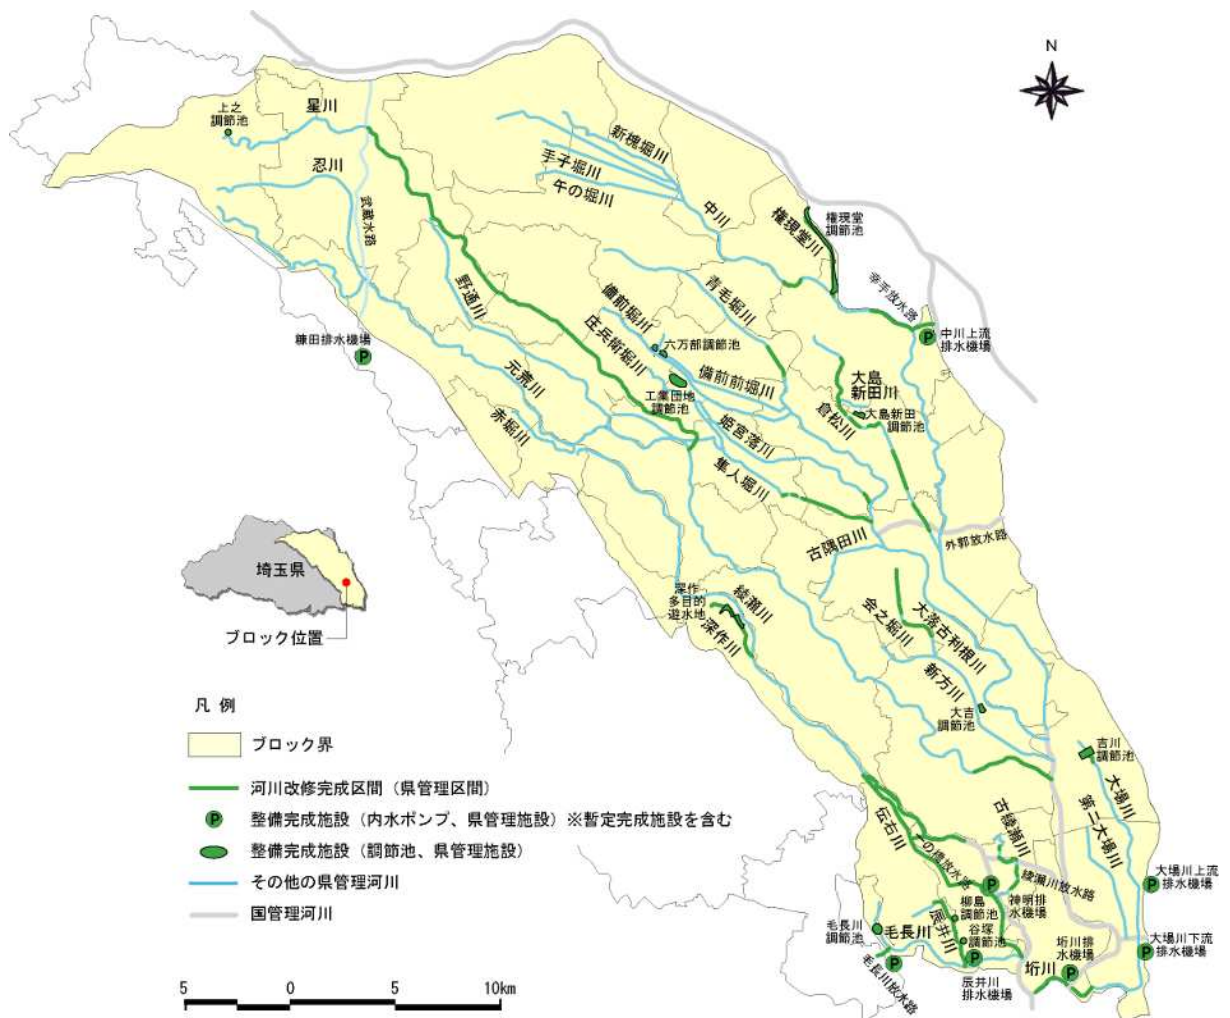 N
上之
調節池
星川
忍川
武蔵水路
新槐堀川
手子堀川
午の堀川
中川
権現堂川
権現堂
調節池
幸手放水路
中川上流
排水機場
野通川
青毛堀川
備前堀川
庄兵衛堀川
六万部調節池
備前前堀川
工業団地
調節池
糠田排水機場
元荒川
赤堀川
大島
新田川
大島新田
調節池
倉松川
姫宮落川
隼人堀川
古隅田川
外郭放水路
埼玉県
ブロック位置
深作
多目的
遊水地
綾瀬川
深作川
会之堀川
大落古利根川
新方川
大吉
調節池
吉川
調節池
大場川
第二大場川
凡 例
ブロック界
河川改修完成区間（県管理区間）
整備完成施設（内水ポンプ、県管理施設）※暫定完成施設を含む
P
整備完成施設（調節池、県管理施設）
その他の県管理河川
国管理河川
伝右川
一の橋放水路
古綾瀬川
綾瀬川放水路
神明排
水機場
柳島
調節池
谷塚
調節池
辰井川
毛長川
調節池
毛長川
毛長川放水路
辰井川
排水機場
垳川
垳川排
水機場
大場川上流
排水機場
大場川下流
排水機場
5 0 5 10km